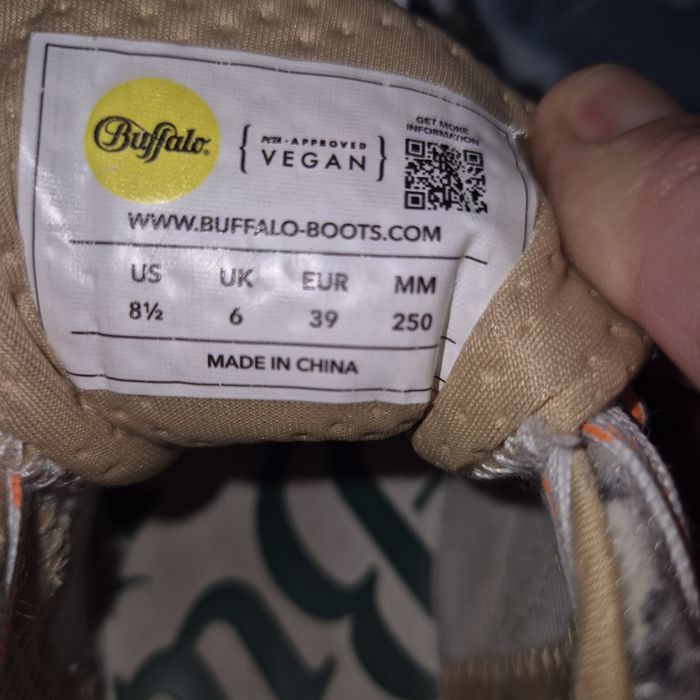 Buffalo®
PETA-APPROVED
VEGAN
GET MORE
INFORMATION
WWW.BUFFALO-BOOTS.COM
US UK EUR MM
8½ 6 39 250
MADE IN CHINA